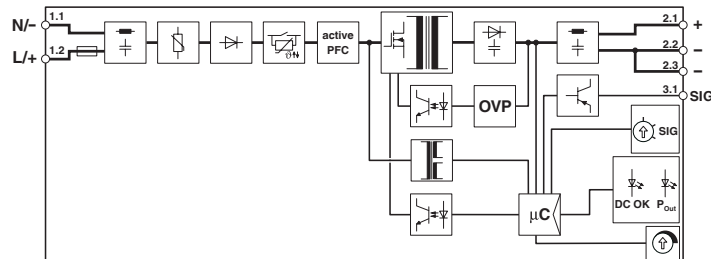 N/–
1.1
L/+
1.2
active
PFC
OVP
2.1
+
2.2
–
2.3
–
3.1
SIG
SIG
µC
DC OK
POut
ϑ